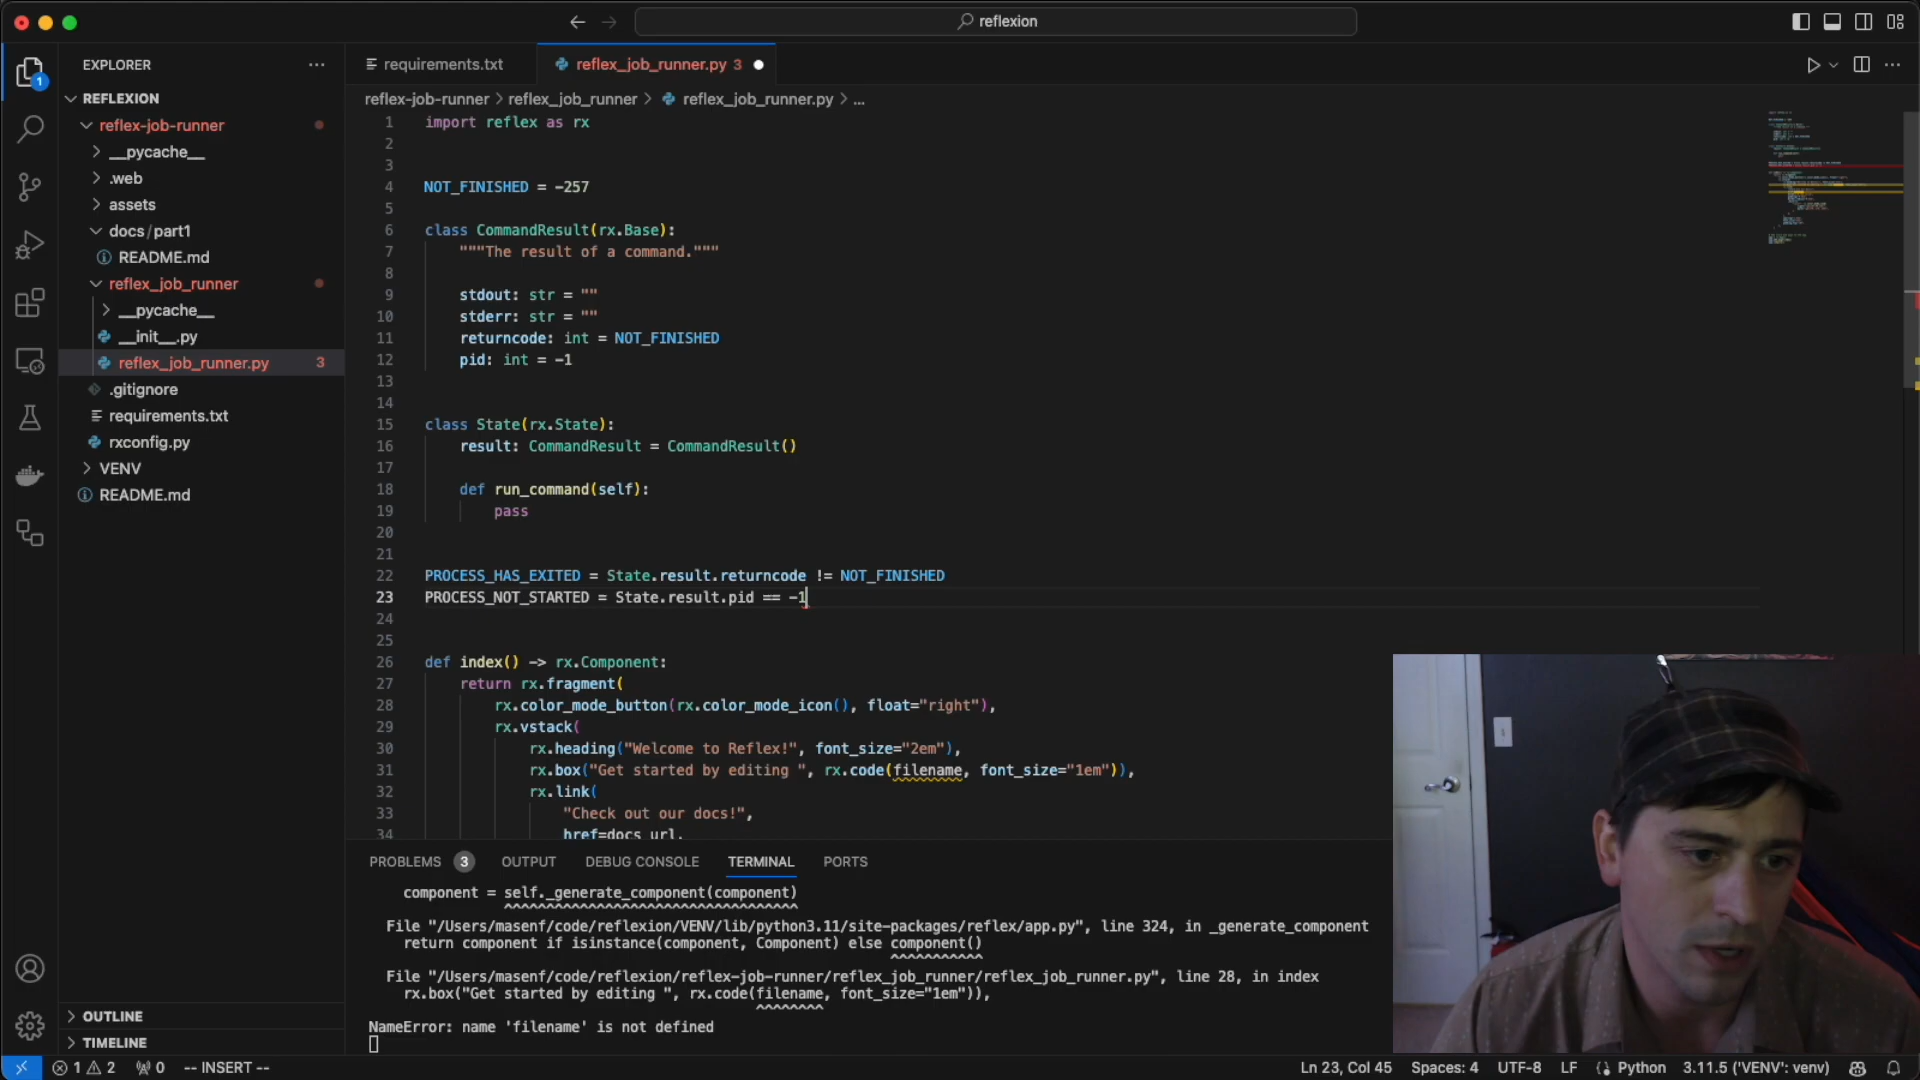 reflexion
EXPLORER
REFLEXION
reflex-job-runner
__pycache__
.web
assets
docs/part1
README.md
reflex_job_runner
__pycache__
__init__.py
reflex_job_runner.py 3
.gitignore
requirements.txt
rxconfig.py
VENV
README.md
OUTLINE
TIMELINE
1
requirements.txt
reflex_job_runner.py 3
reflex-job-runner > reflex_job_runner > reflex_job_runner.py > ...
1 import reflex as rx
2
3
4 NOT_FINISHED = -257
5
6 class CommandResult(rx.Base):
7 """The result of a command."""
8
9 stdout: str = ""
10 stderr: str = ""
11 returncode: int = NOT_FINISHED
12 pid: int = -1
13
14
15 class State(rx.State):
16 result: CommandResult = CommandResult()
17
18 def run_command(self):
19 pass
20
21
22 PROCESS_HAS_EXITED = State.result.returncode != NOT_FINISHED
23 PROCESS_NOT_STARTED = State.result.pid == -1
24
25
26 def index() -> rx.Component:
27 return rx.fragment(
28 rx.color_mode_button(rx.color_mode_icon(), float="right"),
29 rx.vstack(
30 rx.heading("Welcome to Reflex!", font_size="2em"),
31 rx.box("Get started by editing ", rx.code(filename, font_size="1em")),
32 rx.link(
33 "Check out our docs!",
34 href=docs_url,
PROBLEMS 3 OUTPUT DEBUG CONSOLE TERMINAL PORTS
component = self._generate_component(component)
^^^^^^^^^^^^^^^^^^^^^^^^^^^^^^^^^^
File "/Users/masenf/code/reflexion/VENV/lib/python3.11/site-packages/reflex/app.py", line 324, in _generate_component
return component if isinstance(component, Component) else component()
^^^^^^^^^^^
File "/Users/masenf/code/reflexion/reflex-job-runner/reflex_job_runner/reflex_job_runner.py", line 28, in index
rx.box("Get started by editing ", rx.code(filename, font_size="1em")),
^^^^^^^^
NameError: name 'filename' is not defined
1 2 0 -- INSERT -- Ln 23, Col 45 Spaces: 4 UTF-8 LF Python 3.11.5 ('VENV': venv)